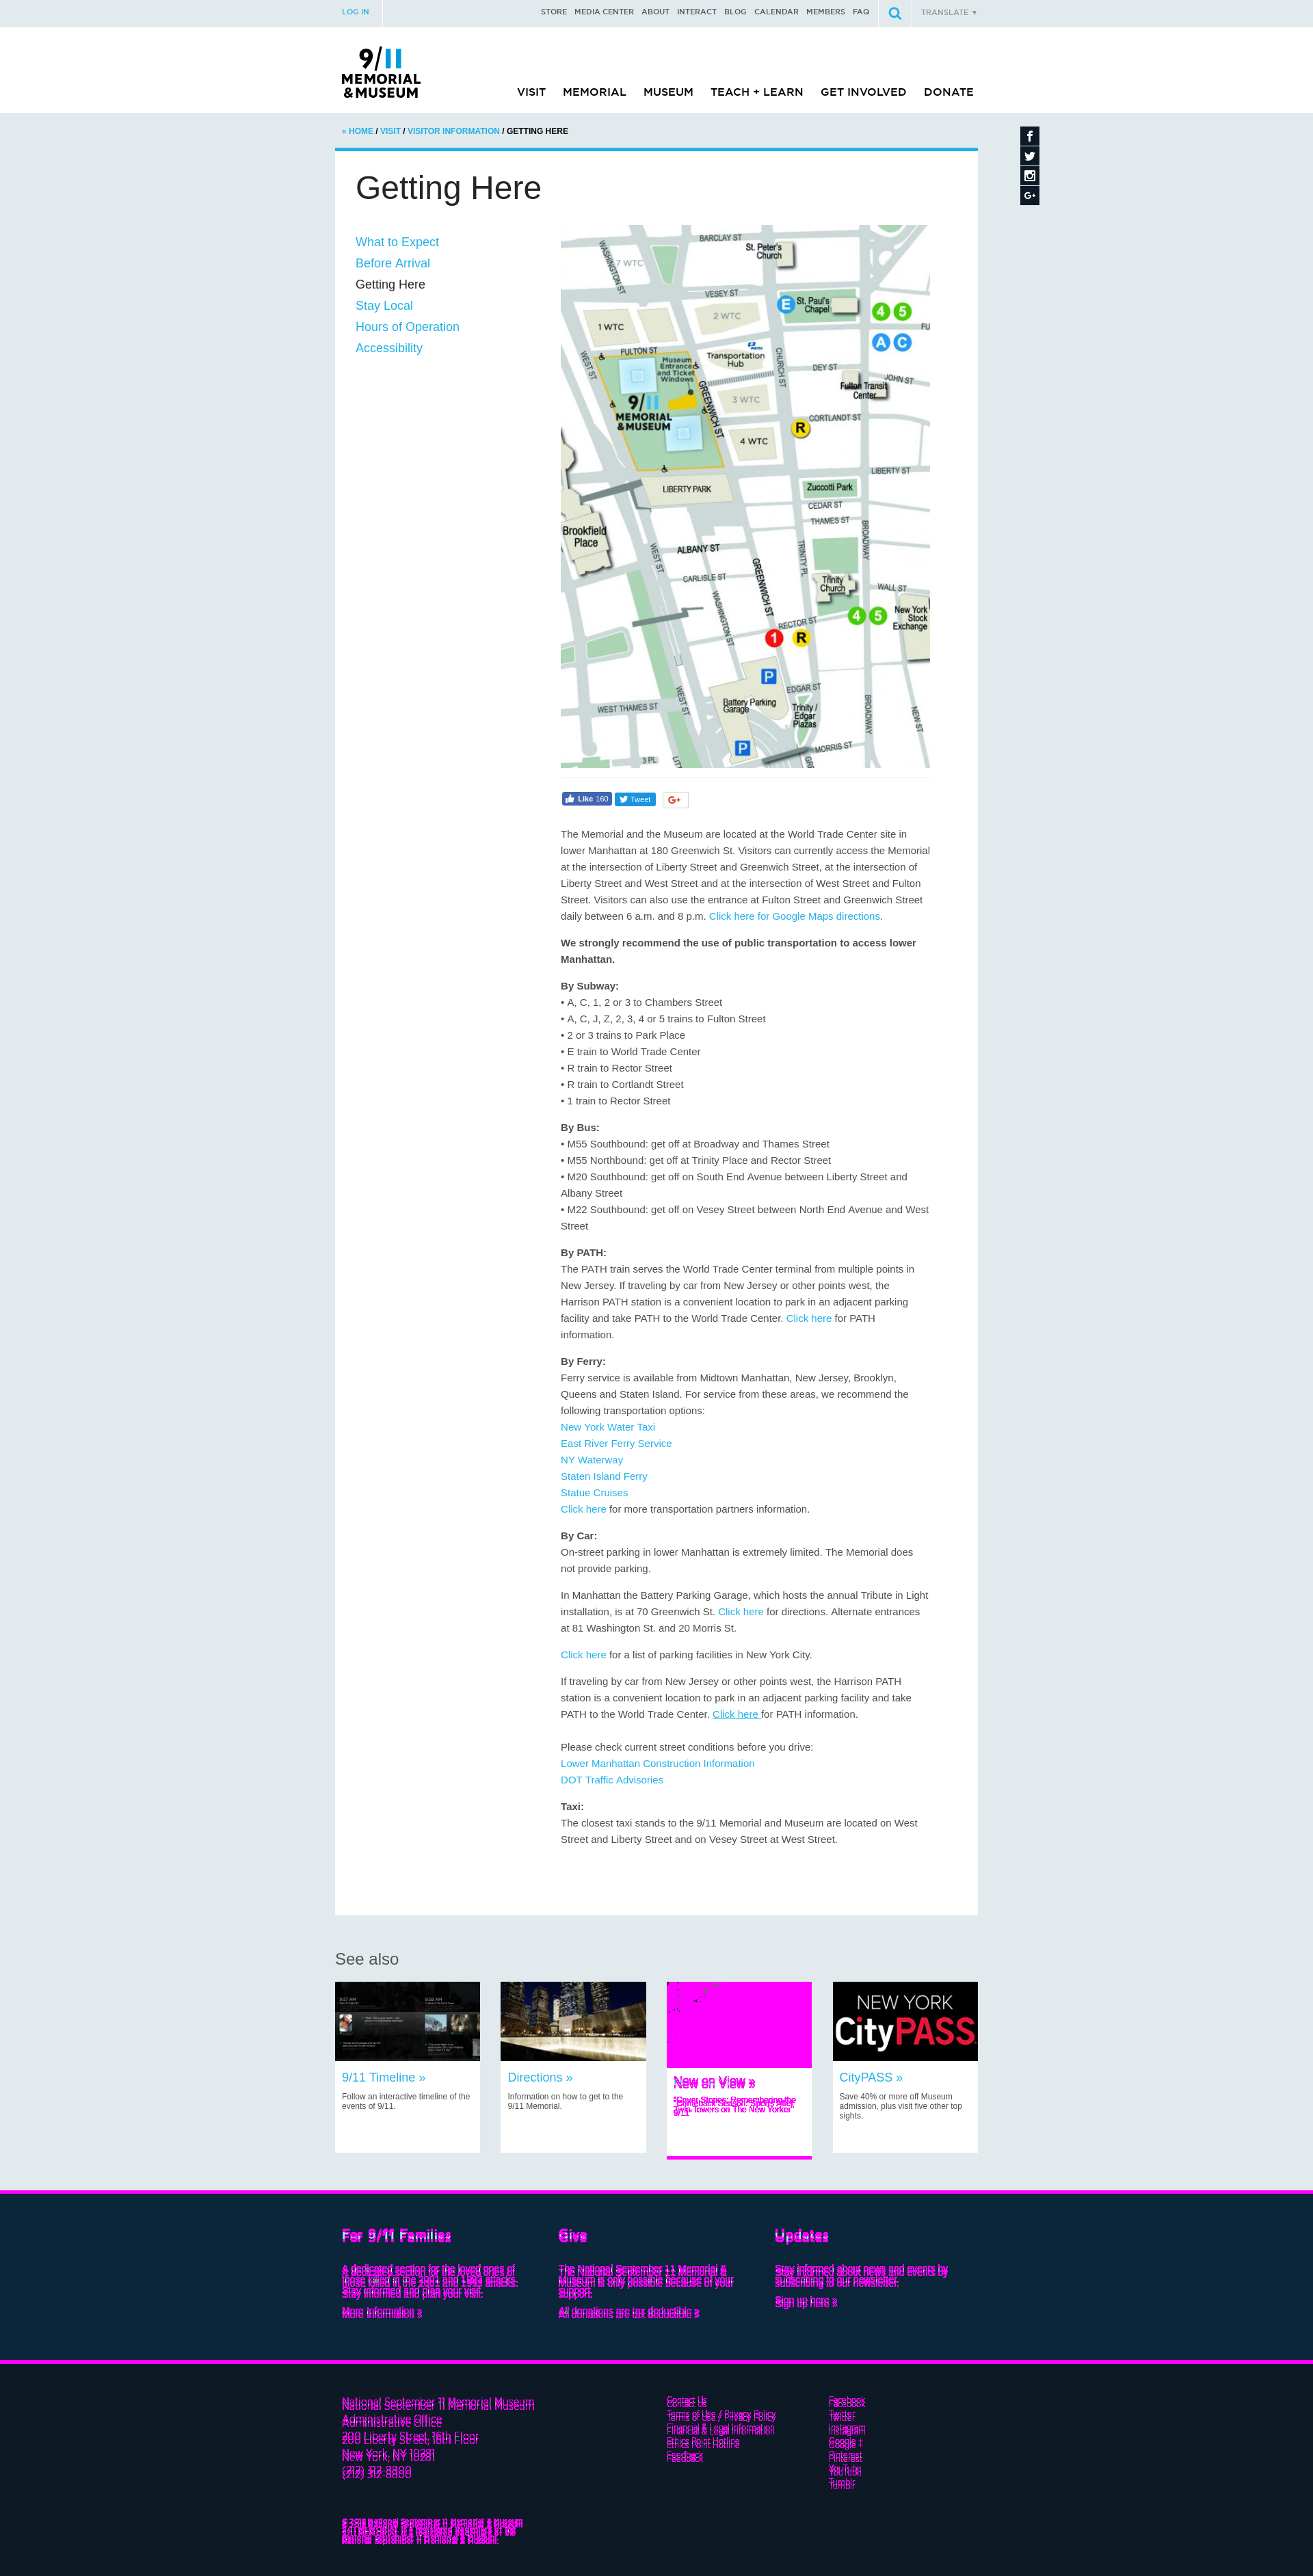 LOG IN
STORE MEDIA CENTER ABOUT INTERACT BLOG CALENDAR MEMBERS FAQ
TRANSLATE ▼
9/11
MEMORIAL
&MUSEUM
VISIT MEMORIAL MUSEUM TEACH + LEARN GET INVOLVED DONATE
« HOME / VISIT / VISITOR INFORMATION / GETTING HERE
Getting Here
What to Expect
Before Arrival
Getting Here
Stay Local
Hours of Operation
Accessibility
BARCLAY ST
WASHINGTON ST
7 WTC
St. Peter's
Church
VESEY ST
E
St. Paul's
Chapel
4 5
1 WTC
2 WTC
A C
FULTON ST
WEST ST
Transportation
Hub
CHURCH ST
DEY ST
Museum
Entrance
and Ticket
Windows
JOHN ST
Fulton Transit
Center
GREENWICH ST
3 WTC
9/11
MEMORIAL
&MUSEUM
CORTLANDT ST
R
4 WTC
LIBERTY ST
LIBERTY PARK
Zuccotti Park
CEDAR ST
THAMES ST
Brookfield
Place
BROADWAY
TRINITY PL
WEST ST
ALBANY ST
GREENWICH ST
CARLISLE ST
Trinity
Church
WALL ST
WASHINGTON ST
4 5
New York
Stock
Exchange
RECTOR ST
1 R
P
WEST ST
EDGAR ST
Battery Parking
Garage
Trinity /
Edgar
Plazas
WEST THAMES ST
BROADWAY
NEW ST
P
MORRIS ST
3 PL
Like 160 Tweet G+
The Memorial and the Museum are located at the World Trade Center site in
lower Manhattan at 180 Greenwich St. Visitors can currently access the Memorial
at the intersection of Liberty Street and Greenwich Street, at the intersection of
Liberty Street and West Street and at the intersection of West Street and Fulton
Street. Visitors can also use the entrance at Fulton Street and Greenwich Street
daily between 6 a.m. and 8 p.m. Click here for Google Maps directions.
We strongly recommend the use of public transportation to access lower
Manhattan.
By Subway:
• A, C, 1, 2 or 3 to Chambers Street
• A, C, J, Z, 2, 3, 4 or 5 trains to Fulton Street
• 2 or 3 trains to Park Place
• E train to World Trade Center
• R train to Rector Street
• R train to Cortlandt Street
• 1 train to Rector Street
By Bus:
• M55 Southbound: get off at Broadway and Thames Street
• M55 Northbound: get off at Trinity Place and Rector Street
• M20 Southbound: get off on South End Avenue between Liberty Street and
Albany Street
• M22 Southbound: get off on Vesey Street between North End Avenue and West
Street
By PATH:
The PATH train serves the World Trade Center terminal from multiple points in
New Jersey. If traveling by car from New Jersey or other points west, the
Harrison PATH station is a convenient location to park in an adjacent parking
facility and take PATH to the World Trade Center. Click here for PATH
information.
By Ferry:
Ferry service is available from Midtown Manhattan, New Jersey, Brooklyn,
Queens and Staten Island. For service from these areas, we recommend the
following transportation options:
New York Water Taxi
East River Ferry Service
NY Waterway
Staten Island Ferry
Statue Cruises
Click here for more transportation partners information.
By Car:
On-street parking in lower Manhattan is extremely limited. The Memorial does
not provide parking.
In Manhattan the Battery Parking Garage, which hosts the annual Tribute in Light
installation, is at 70 Greenwich St. Click here for directions. Alternate entrances
at 81 Washington St. and 20 Morris St.
Click here for a list of parking facilities in New York City.
If traveling by car from New Jersey or other points west, the Harrison PATH
station is a convenient location to park in an adjacent parking facility and take
PATH to the World Trade Center. Click here for PATH information.
Please check current street conditions before you drive:
Lower Manhattan Construction Information
DOT Traffic Advisories
Taxi:
The closest taxi stands to the 9/11 Memorial and Museum are located on West
Street and Liberty Street and on Vesey Street at West Street.
See also
NEW YORK
CityPASS
9/11 Timeline »
Follow an interactive timeline of the
events of 9/11.
Directions »
Information on how to get to the
9/11 Memorial.
Now on View »
CityPASS »
Save 40% or more off Museum
admission, plus visit five other top
sights.
For 9/11 Families
A dedicated section for the loved ones of
those killed in the 2001 and 1993 attacks.
Stay informed and plan your visit.
More information »
Give
The National September 11 Memorial &
Museum is only possible because of your
support.
All donations are tax deductible »
Updates
Stay informed about news and events by
subscribing to our newsletter.
Sign up here »
National September 11 Memorial Museum
Administrative Office
200 Liberty Street, 16th Floor
New York, NY 10281
(212) 312-8800
Contact Us
Terms of Use / Privacy Policy
Financial & Legal Information
Ethics Point Hotline
Feedback
Facebook
Twitter
Instagram
Google +
Pinterest
YouTube
Tumblr